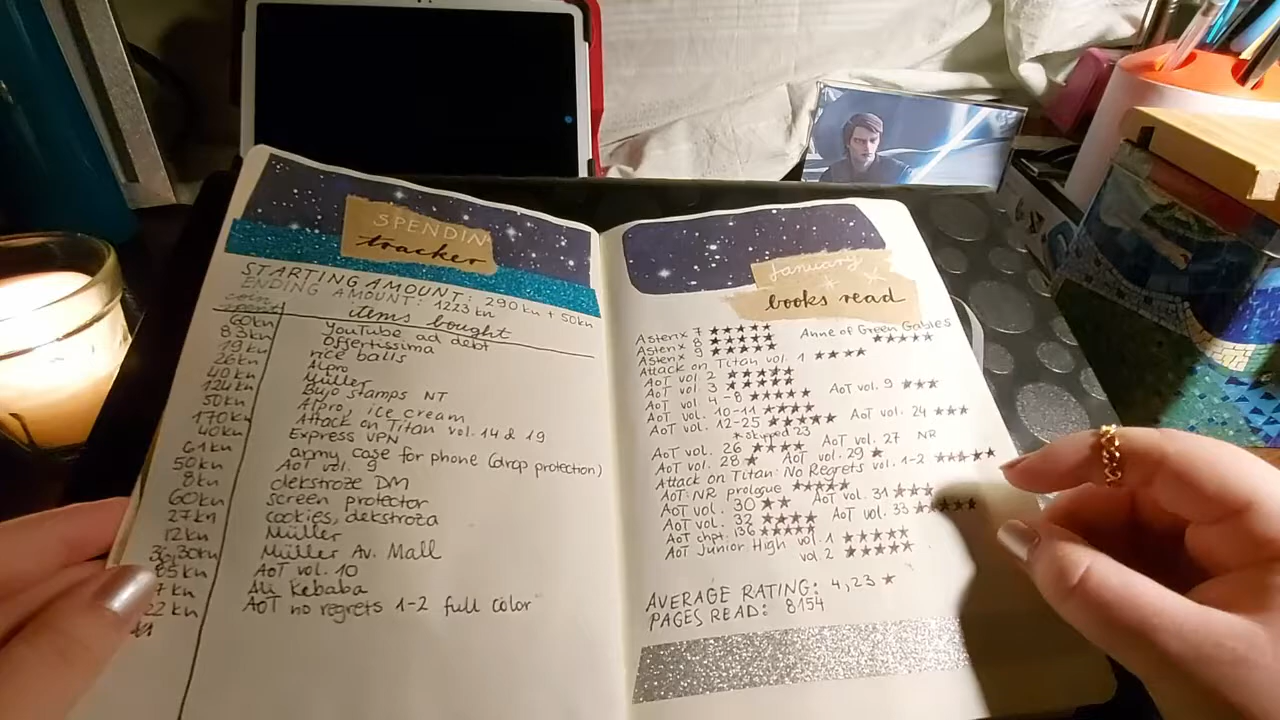 SPENDIN
tracker
STARTING AMOUNT: 290 kn + 50kn
ENDING AMOUNT: 1223 kn
items bought
60kn YouTube ad debt
83kn Offertissima
19kn rice balls
26kn Alpro
40kn Müller
124kn Bujo stamps NT
50kn Alpro, ice cream
170kn Attack on Titan vol. 14 & 19
40kn Express VPN
61kn army case for phone (drop protection)
50kn AoT vol. 9
8kn dekstroze DM
60kn screen protector
27kn cookies, dekstroza
12kn Müller
36,30kn Müller Av. Mall
85kn AoT vol. 10
7kn Ali Kebaba
22kn AoT no regrets 1-2 full color
January
books read
Asterix 7 ★★★★★ Anne of Green Gables
Asterix 8 ★★★★★ ★★★★★
Asterix 9 ★★★★★
Attack on Titan vol. 1 ★★★★
AoT vol. 2 ★★★★★
AoT vol. 3 ★★★★★
AoT vol. 4-8 ★★★★★ AoT vol. 9 ★★★
AoT vol. 10-11 ★★★★★
AoT vol. 12-25 ★★★★★ AoT vol. 24 ★★★
*skipped 23
AoT vol. 26 ★★★★ AoT vol. 27 NR
AoT vol. 28 ★ AoT vol. 29 ★
Attack on Titan: No Regrets vol. 1-2 ★★★★★
AoT NR prologue ★★★★★
AoT vol. 30 ★★ AoT vol. 31 ★★★
AoT vol. 32 ★★★★ AoT vol. 33 ★★★★★
AoT chpt. 136 ★★★★★
AoT Junior High vol. 1 ★★★★★
vol. 2 ★★★★★
AVERAGE RATING: 4,23 ★
PAGES READ: 8154